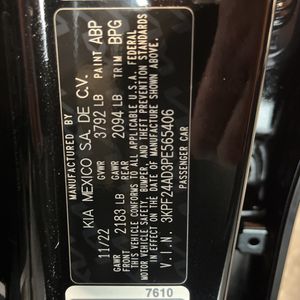 MANUFACTURED BY
KIA MEXICO S.A. DE C.V.
11/22 GVWR 3792 LB PAINT ABP
GAWR FRONT 2183 LB GAWR REAR 2094 LB TRIM BPG
THIS VEHICLE CONFORMS TO ALL APPLICABLE U.S.A. FEDERAL
MOTOR VEHICLE SAFETY, BUMPER, AND THEFT PREVENTION STANDARDS
IN EFFECT ON THE DATE OF MANUFACTURE SHOWN ABOVE.
V.I.N. 3KPF24AD3PE565406
PASSENGER CAR
7610